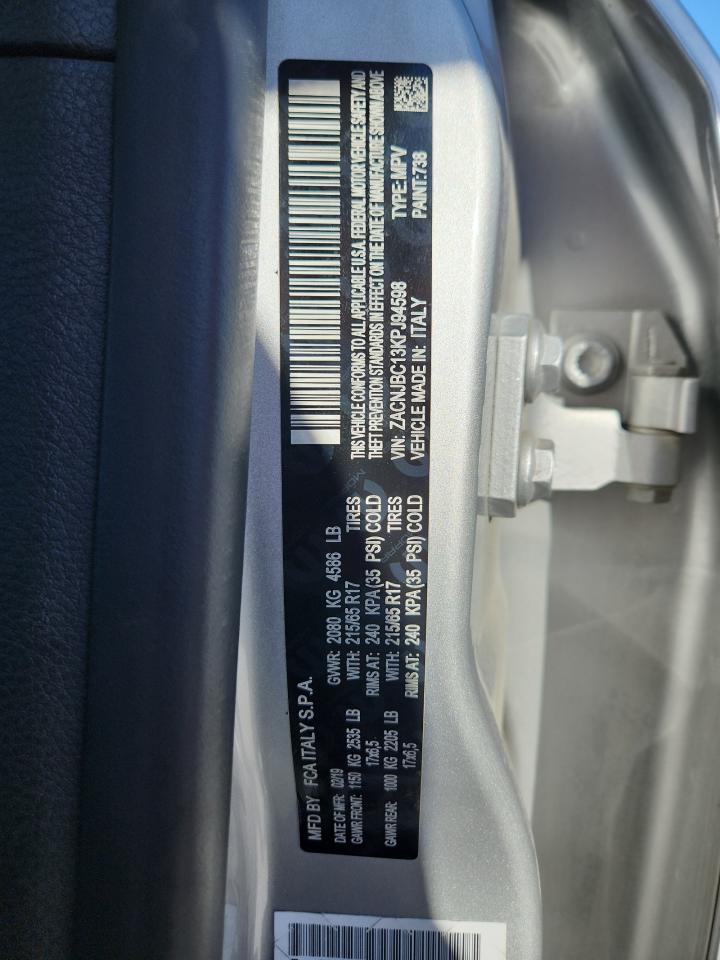 MFD BY FCA ITALY S.P.A.
DATE OF MFR: 02/19 GVWR: 2080 KG 4586 LB
GAWR FRONT: 1150 KG 2535 LB WITH: 215/65 R17 TIRES
17x6,5 RIMS AT: 240 KPA(35 PSI) COLD
GAWR REAR: 1000 KG 2205 LB WITH: 215/65 R17 TIRES
17x6,5 RIMS AT: 240 KPA(35 PSI) COLD
THIS VEHICLE CONFORMS TO ALL APPLICABLE U.S.A. FEDERAL MOTOR VEHICLE SAFETY AND
THEFT PREVENTION STANDARDS IN EFFECT ON THE DATE OF MANUFACTURE SHOWN ABOVE
VIN: ZACNJBC13KPJ94598 TYPE:MPV
VEHICLE MADE IN: ITALY PAINT:738